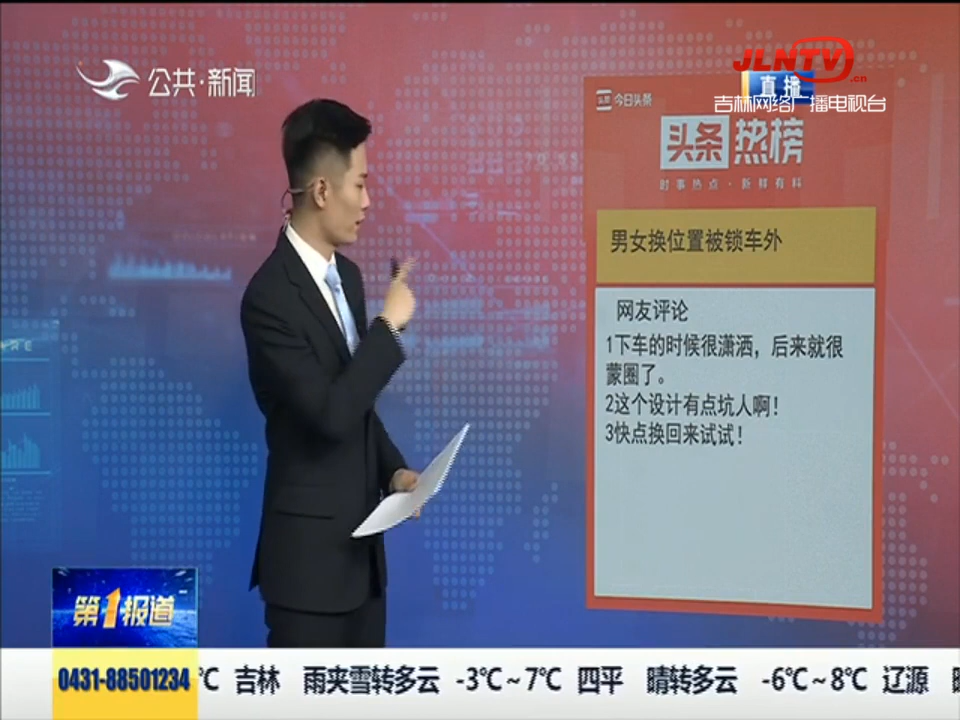 公共·新闻
JLNTV.cn
直播
吉林网络广播电视台
头条 今日头条
头条热榜
时事热点·新鲜有料
男女换位置被锁车外
网友评论
1下车的时候很潇洒，后来就很
蒙圈了。
2这个设计有点坑人啊！
3快点换回来试试！
第1报道
0431-88501234 ℃ 吉林 雨夹雪转多云 -3℃～7℃ 四平 晴转多云 -6℃～8℃ 辽源